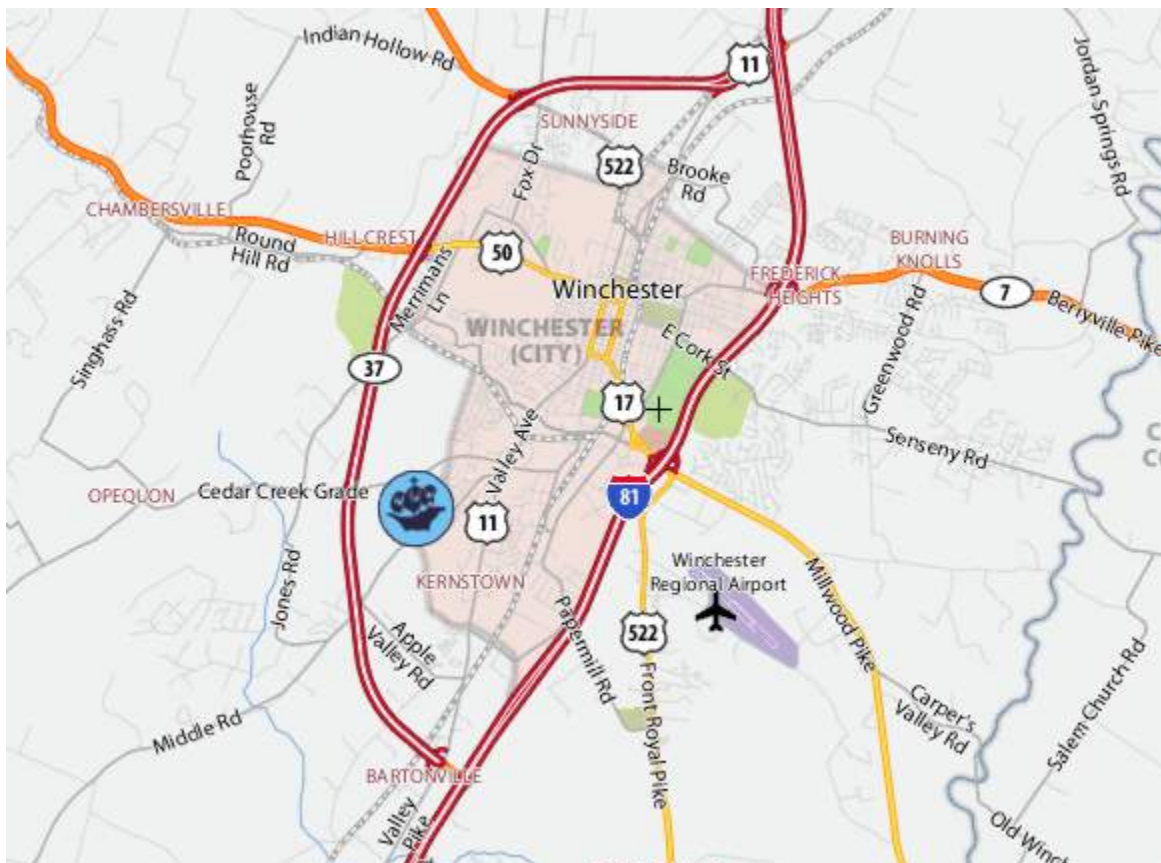 Indian Hollow Rd
11
Jordan Springs Rd
Poorhouse
Rd
SUNNYSIDE
Fox Dr
522
Brooke
Rd
CHAMBERSVILLE
Round
Hill Rd
HILLCREST
50
BURNING
KNOLLS
Merrimans
Ln
Winchester
FREDERICK
HEIGHTS
7
Berryville Pike
WINCHESTER
(CITY)
E Cork St
Singhass Rd
37
Greenwood Rd
17
Valley Ave
Senseny Rd
OPEQUON
Cedar Creek Grade
81
11
Jones Rd
KERNSTOWN
Winchester
Regional Airport
Millwood Pike
Papermill Rd
522
Apple
Valley Rd
Front Royal Pike
Carper's
Valley Rd
Salem Church Rd
Middle Rd
BARTONVILLE
Valley
Pike
Old Winch